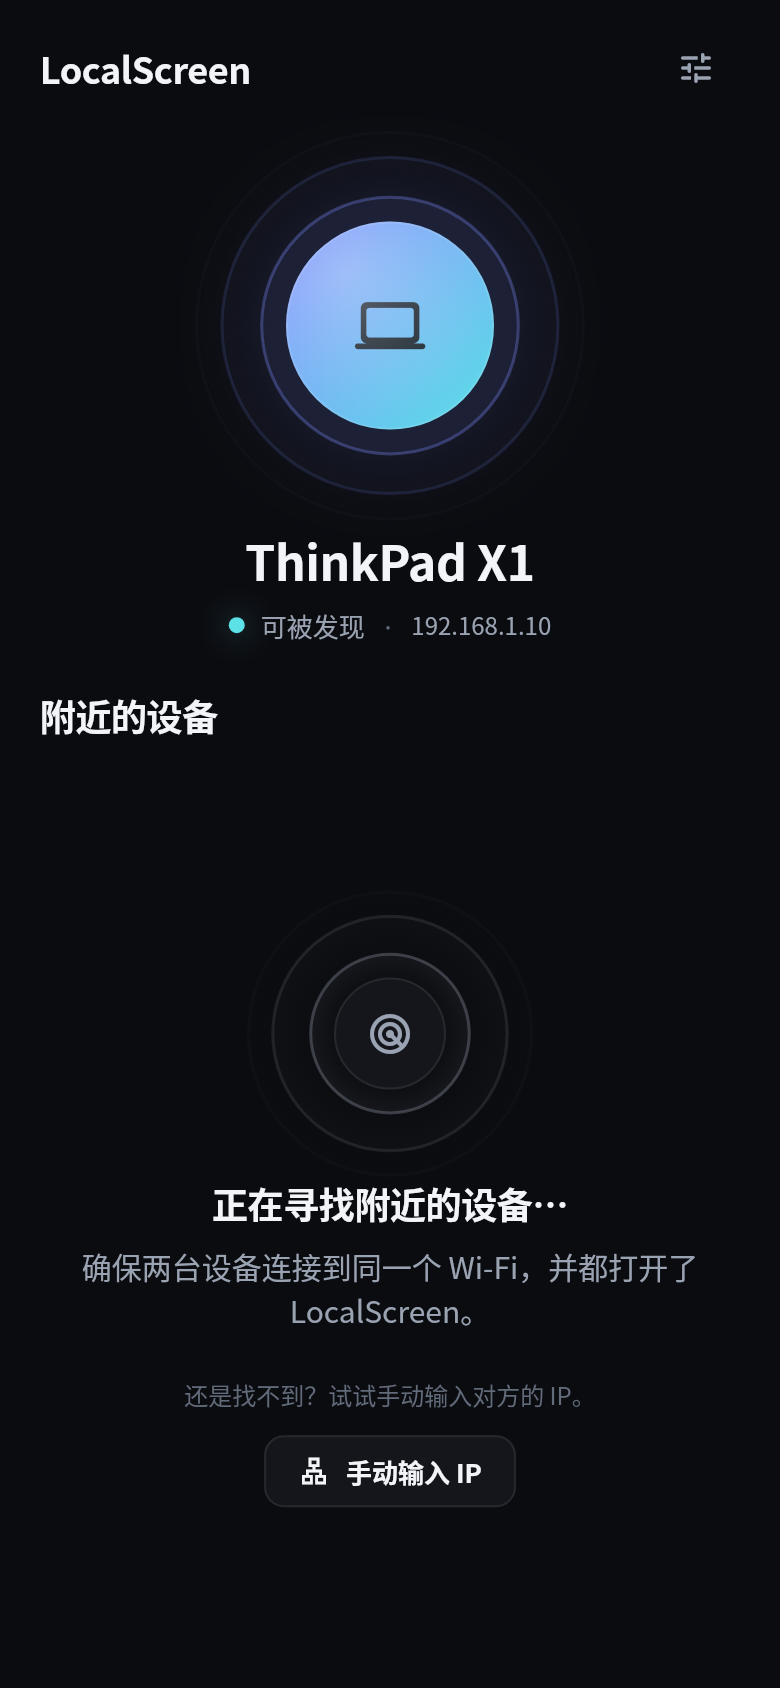 LocalScreen
ThinkPad X1
可被发现 · 192.168.1.10
附近的设备
正在寻找附近的设备…
确保两台设备连接到同一个 Wi-Fi，并都打开了
LocalScreen。
还是找不到？试试手动输入对方的 IP。
手动输入 IP